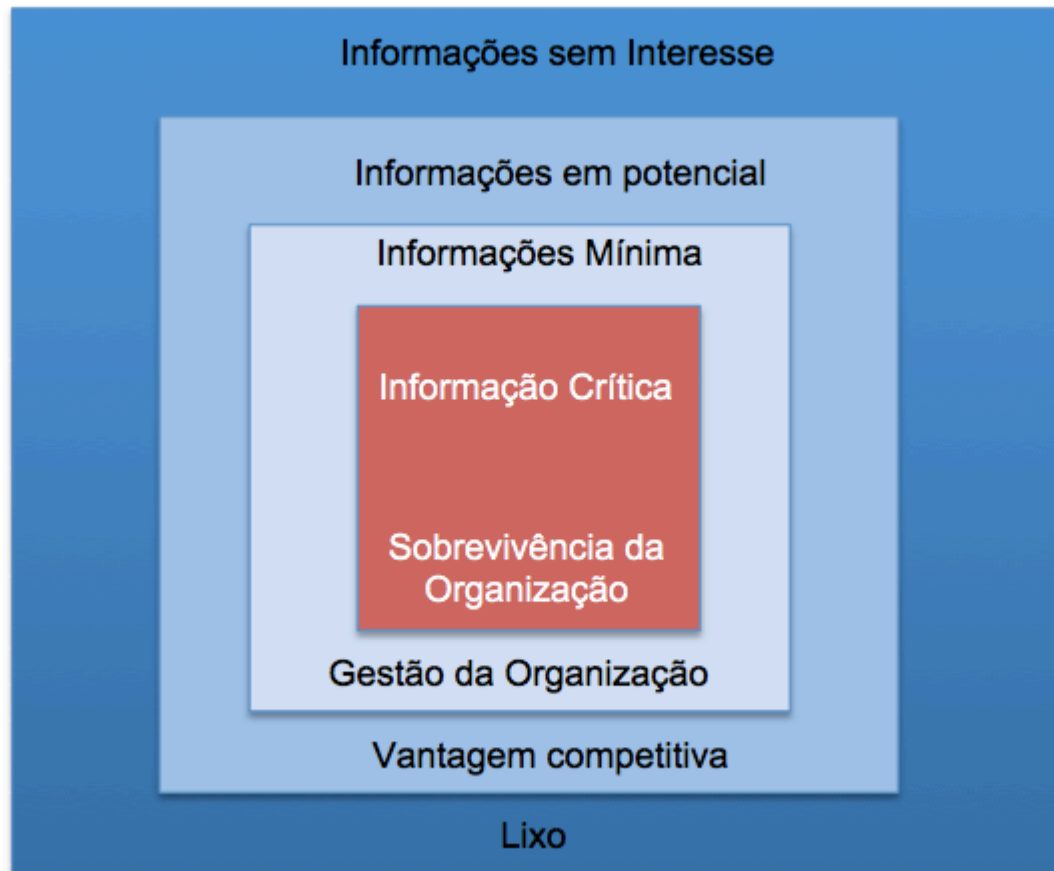 Informações sem Interesse
Informações em potencial
Informações Mínima
Informação Crítica
Sobrevivência da
Organização
Gestão da Organização
Vantagem competitiva
Lixo